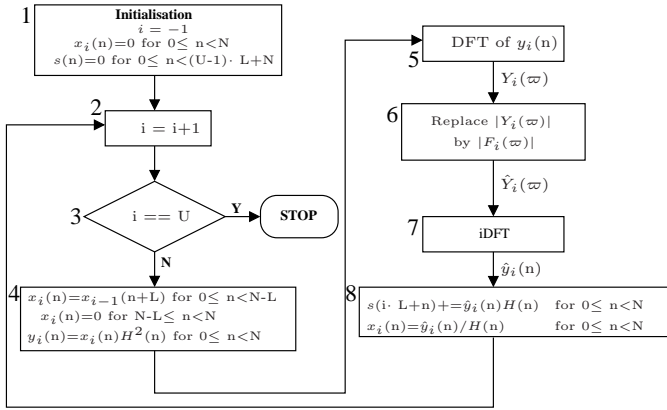 1
Initialisation
i = −1
x_i(n)=0 for 0≤ n<N
s(n)=0 for 0≤ n<(U-1)· L+N
2
i = i+1
3
i == U
Y
STOP
N
4
x_i(n)=x_{i−1}(n+L) for 0≤ n<N-L
x_i(n)=0 for N-L≤ n<N
y_i(n)=x_i(n)H^2(n) for 0≤ n<N
5
DFT of y_i(n)
Y_i(ϖ)
6
Replace |Y_i(ϖ)|
by |F_i(ϖ)|
Ŷ_i(ϖ)
7
iDFT
ŷ_i(n)
8
s(i· L+n)+=ŷ_i(n)H(n) for 0≤ n<N
x_i(n)=ŷ_i(n)/H(n) for 0≤ n<N